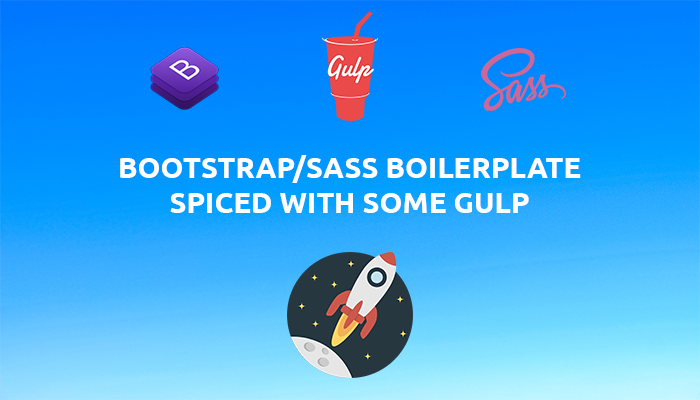 B
Gulp
Sass
BOOTSTRAP/SASS BOILERPLATE
SPICED WITH SOME GULP